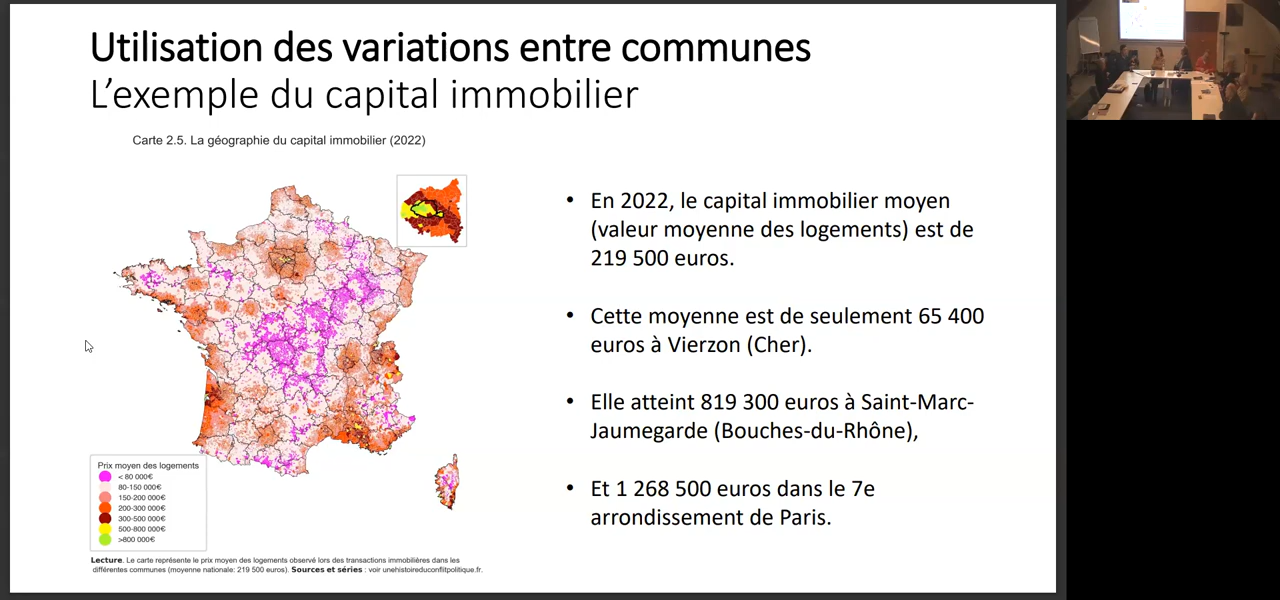 Utilisation des variations entre communes
L’exemple du capital immobilier
Carte 2.5. La géographie du capital immobilier (2022)
Prix moyen des logements
< 80 000€
80-150 000€
150-200 000€
200-300 000€
300-500 000€
500-800 000€
>800 000€
Lecture. Le carte représente le prix moyen des logements observé lors des transactions immobilières dans les
différentes communes (moyenne nationale: 219 500 euros). Sources et séries : voir unehistoireduconflitpolitique.fr.
• En 2022, le capital immobilier moyen
(valeur moyenne des logements) est de
219 500 euros.
• Cette moyenne est de seulement 65 400
euros à Vierzon (Cher).
• Elle atteint 819 300 euros à Saint-Marc-
Jaumegarde (Bouches-du-Rhône),
• Et 1 268 500 euros dans le 7e
arrondissement de Paris.